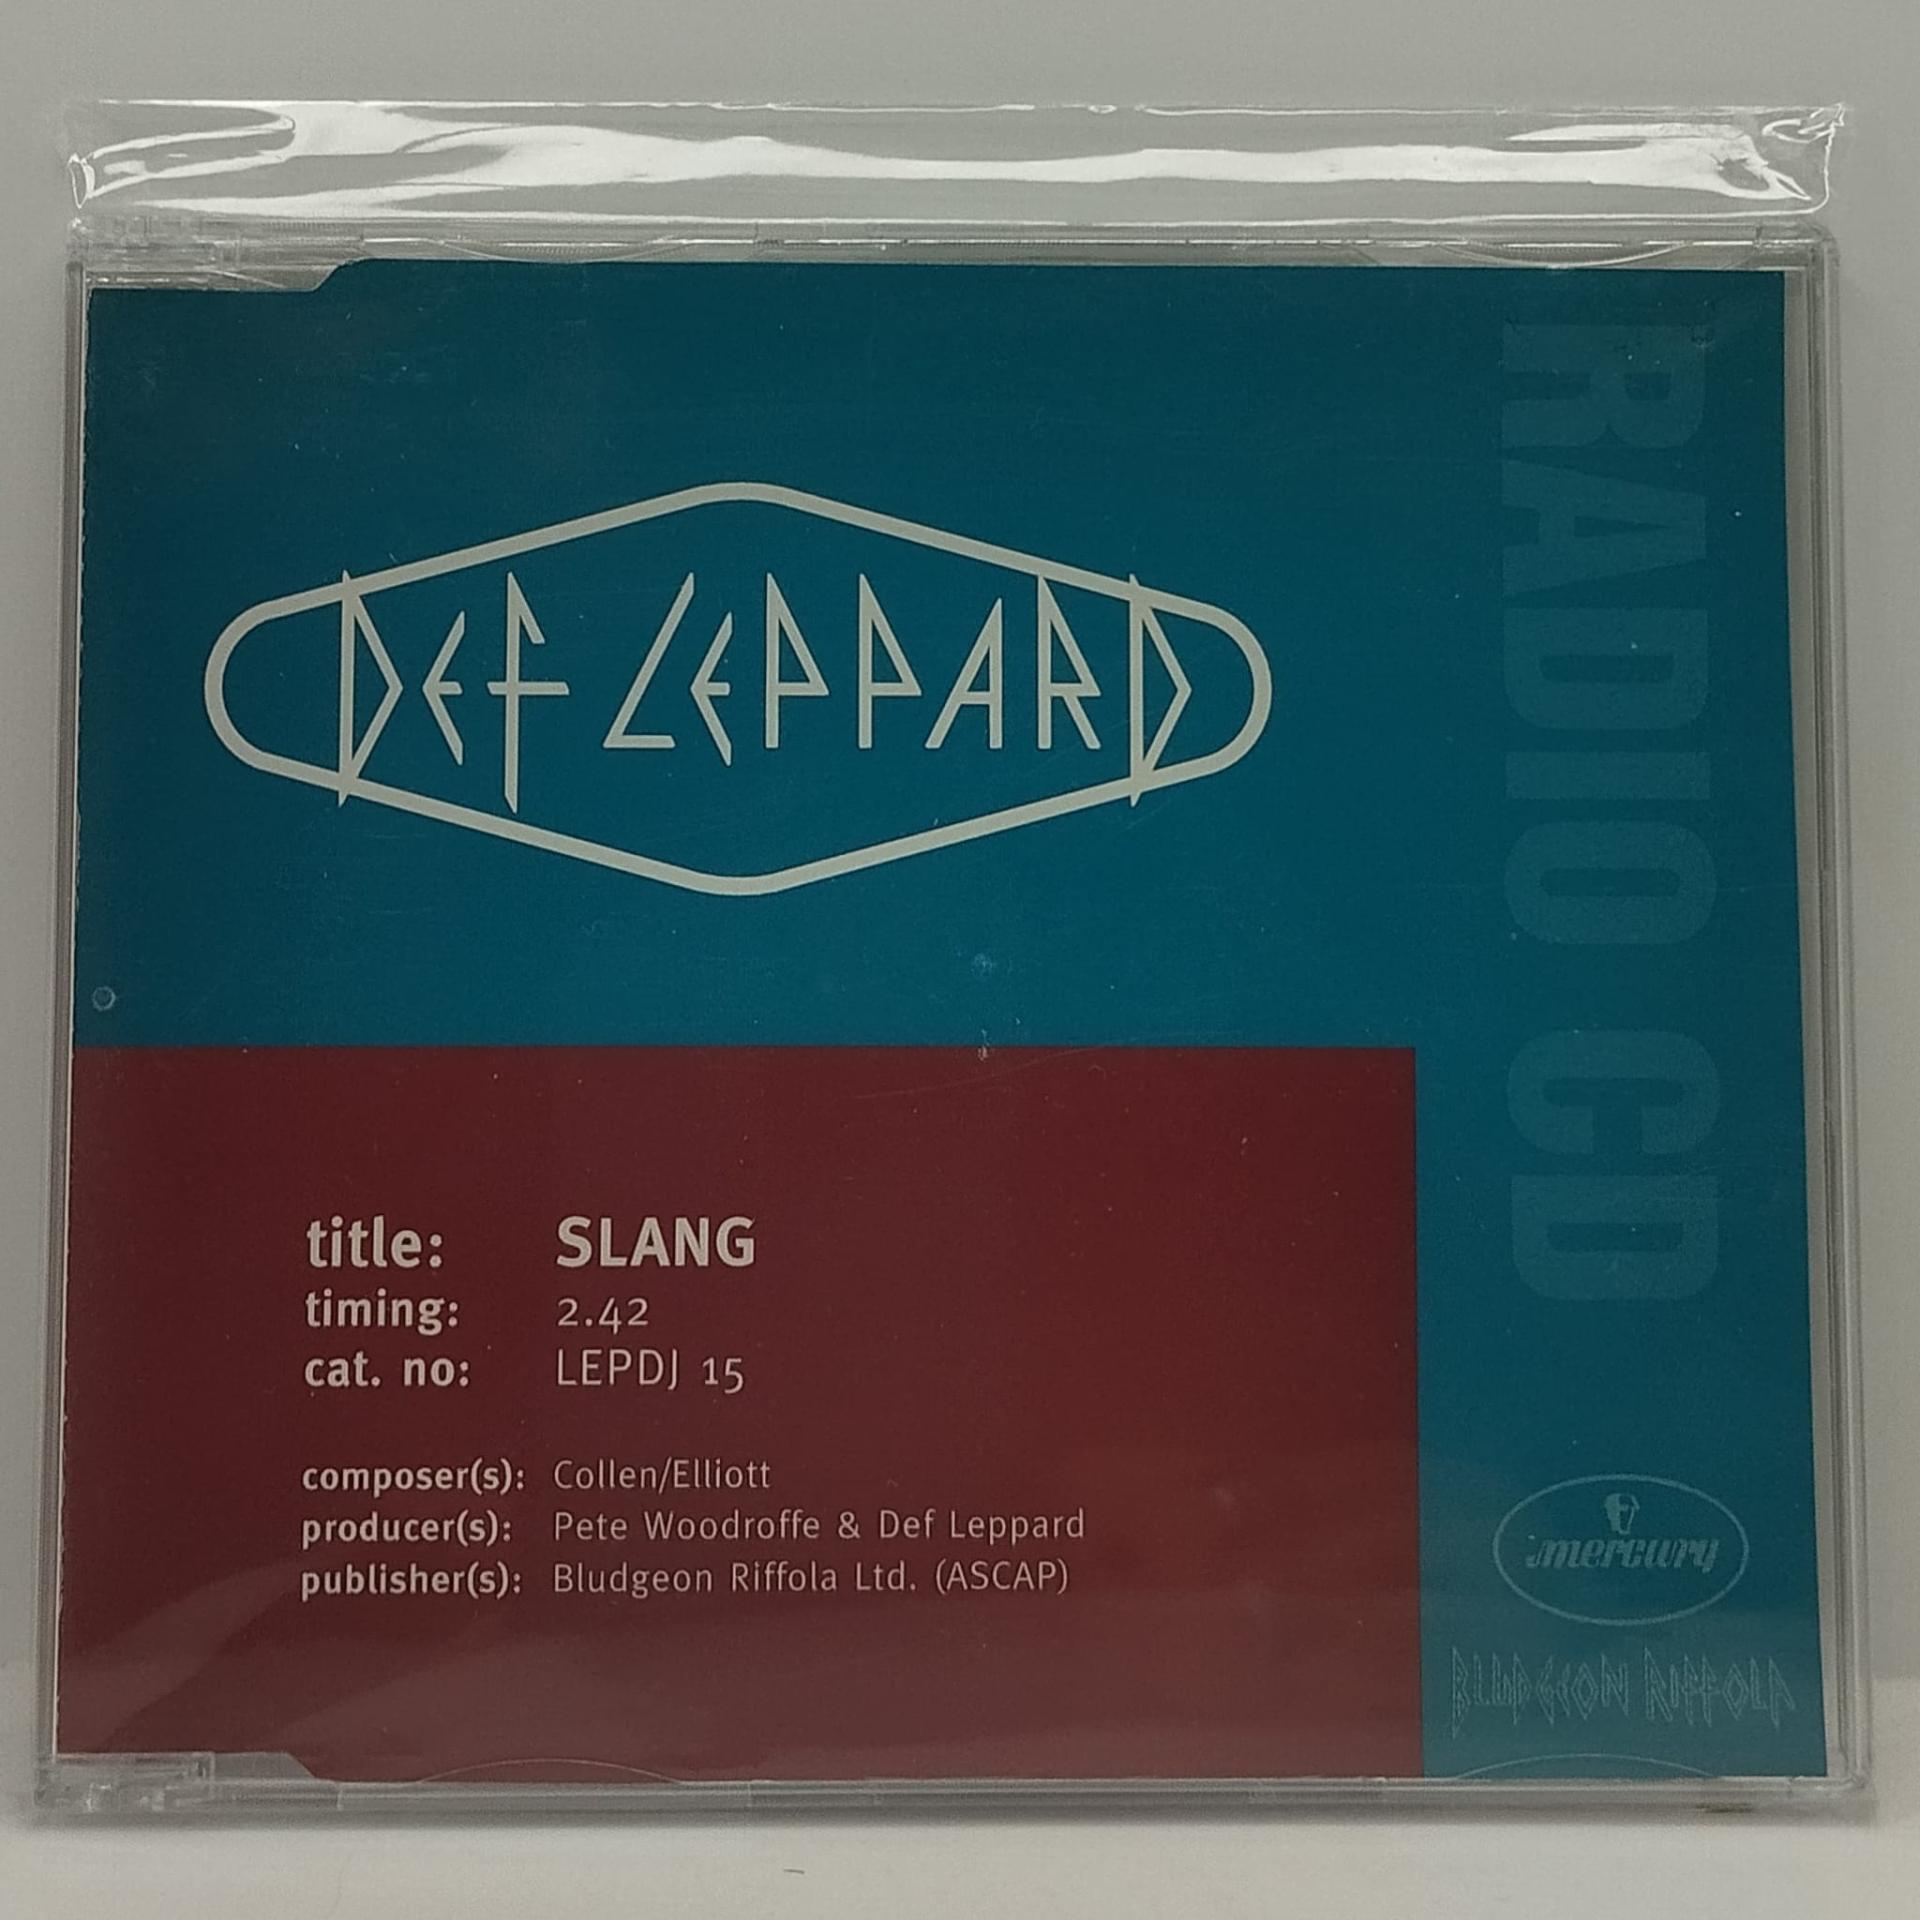 DEF LEPPARD
RADIO CD
title: SLANG
timing: 2.42
cat. no: LEPDJ 15
composer(s): Collen/Elliott
producer(s): Pete Woodroffe & Def Leppard
publisher(s): Bludgeon Riffola Ltd. (ASCAP)
mercury
BLUDGEON RIFFOLA